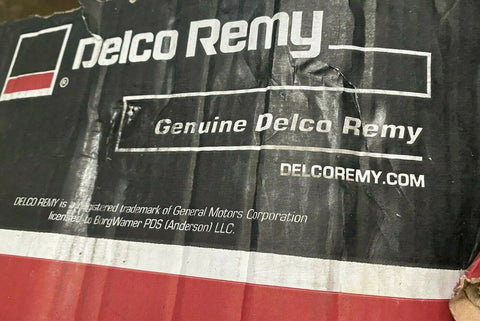 Delco Remy
®
Genuine Delco Remy
DELCOREMY.COM
DELCO REMY is a registered trademark of General Motors Corporation
licensed to BorgWarner PDS (Anderson) LLC.